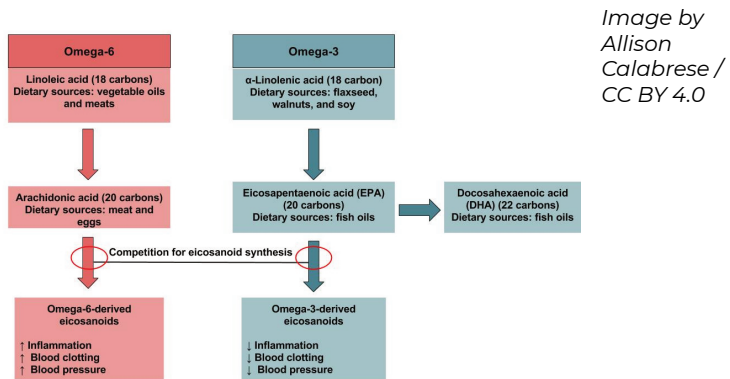 Omega-6
Linoleic acid (18 carbons)
Dietary sources: vegetable oils
and meats
Omega-3
α-Linolenic acid (18 carbon)
Dietary sources: flaxseed,
walnuts, and soy
Image by
Allison
Calabrese /
CC BY 4.0
Arachidonic acid (20 carbons)
Dietary sources: meat and
eggs
Eicosapentaenoic acid (EPA)
(20 carbons)
Dietary sources: fish oils
Docosahexaenoic acid
(DHA) (22 carbons)
Dietary sources: fish oils
Competition for eicosanoid synthesis
Omega-6-derived
eicosanoids
↑ Inflammation
↑ Blood clotting
↑ Blood pressure
Omega-3-derived
eicosanoids
↓ Inflammation
↓ Blood clotting
↓ Blood pressure